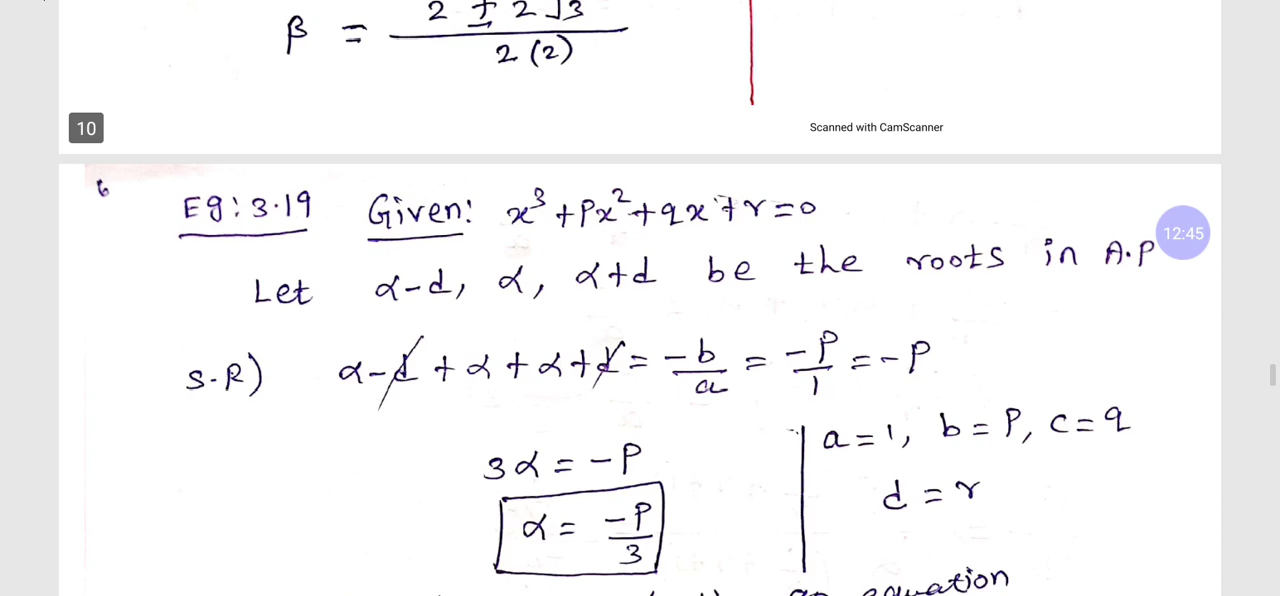 β = 2 ± 2√3 / 2(2)
10
Scanned with CamScanner
6
Eg: 3.19 Given: x³ + px² + qx + r = 0
12:45
Let α-d, α, α+d be the roots in A.P
S.R) α-d + α + α+d = -b/a = -P/1 = -P
a=1, b=P, c=q
3α = -P
d = r
α = -P/3
an equation